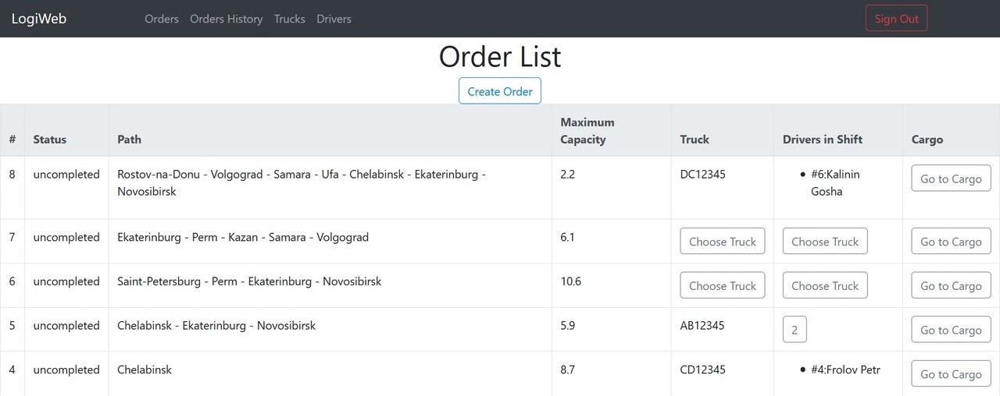 LogiWeb Orders Orders History Trucks Drivers Sign Out
Order List
Create Order
# Status Path Maximum Capacity Truck Drivers in Shift Cargo
8 uncompleted Rostov-na-Donu - Volgograd - Samara - Ufa - Chelabinsk - Ekaterinburg - 2.2 DC12345 • #6:Kalinin Go to Cargo
Novosibirsk Gosha
7 uncompleted Ekaterinburg - Perm - Kazan - Samara - Volgograd 6.1 Choose Truck Choose Truck Go to Cargo
6 uncompleted Saint-Petersburg - Perm - Ekaterinburg - Novosibirsk 10.6 Choose Truck Choose Truck Go to Cargo
5 uncompleted Chelabinsk - Ekaterinburg - Novosibirsk 5.9 AB12345 2 Go to Cargo
4 uncompleted Chelabinsk 8.7 CD12345 • #4:Frolov Petr Go to Cargo